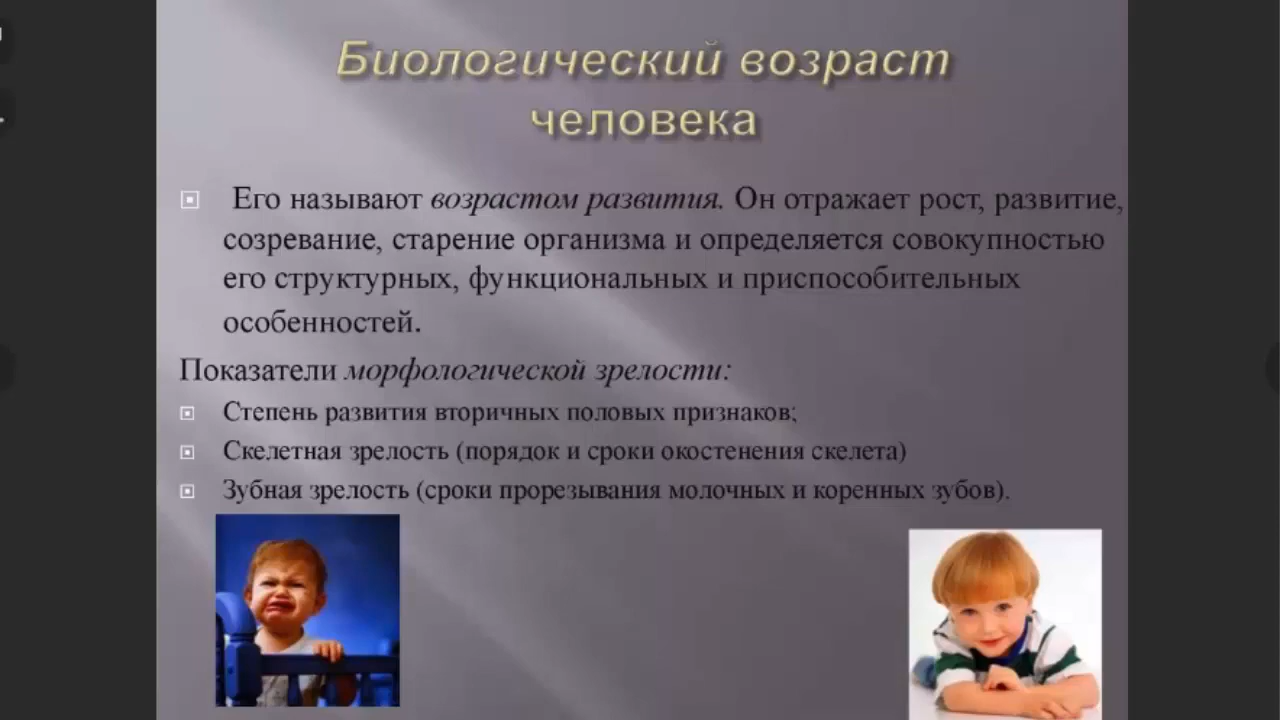 Биологический возраст
человека
Его называют возрастом развития. Он отражает рост, развитие,
созревание, старение организма и определяется совокупностью
его структурных, функциональных и приспособительных
особенностей.
Показатели морфологической зрелости:
Степень развития вторичных половых признаков;
Скелетная зрелость (порядок и сроки окостенения скелета)
Зубная зрелость (сроки прорезывания молочных и коренных зубов).